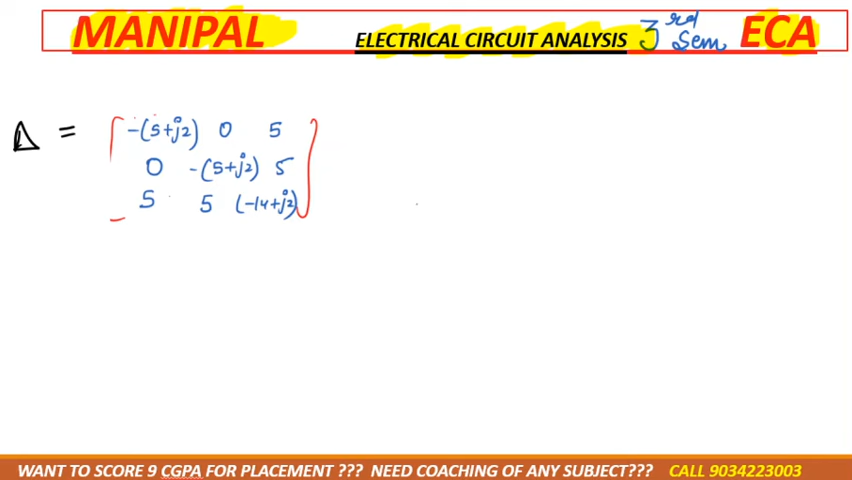 MANIPAL ELECTRICAL CIRCUIT ANALYSIS 3rd Sem ECA
Δ = [ -(5+j2) 0 5
0 -(5+j2) 5
5 5 (-14+j2) ]
WANT TO SCORE 9 CGPA FOR PLACEMENT ??? NEED COACHING OF ANY SUBJECT??? CALL 9034223003